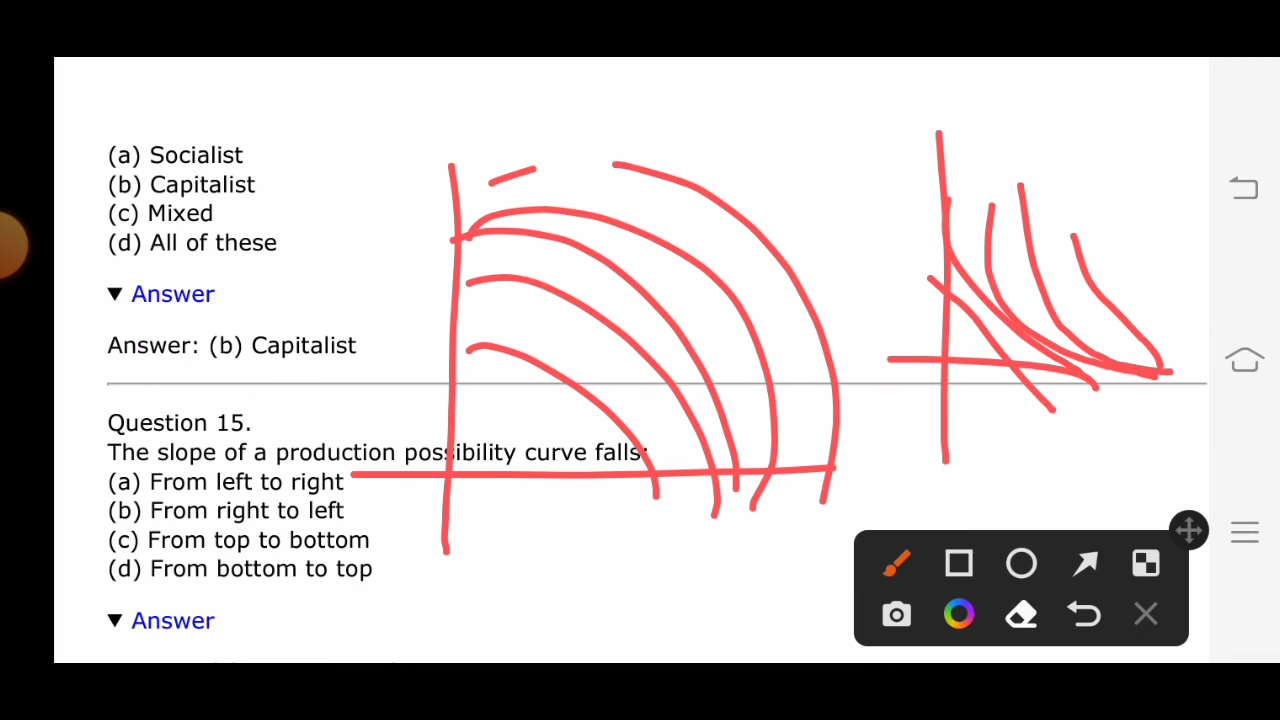 (a) Socialist
(b) Capitalist
(c) Mixed
(d) All of these
▼ Answer
Answer: (b) Capitalist
Question 15.
The slope of a production possibility curve falls:
(a) From left to right
(b) From right to left
(c) From top to bottom
(d) From bottom to top
▼ Answer